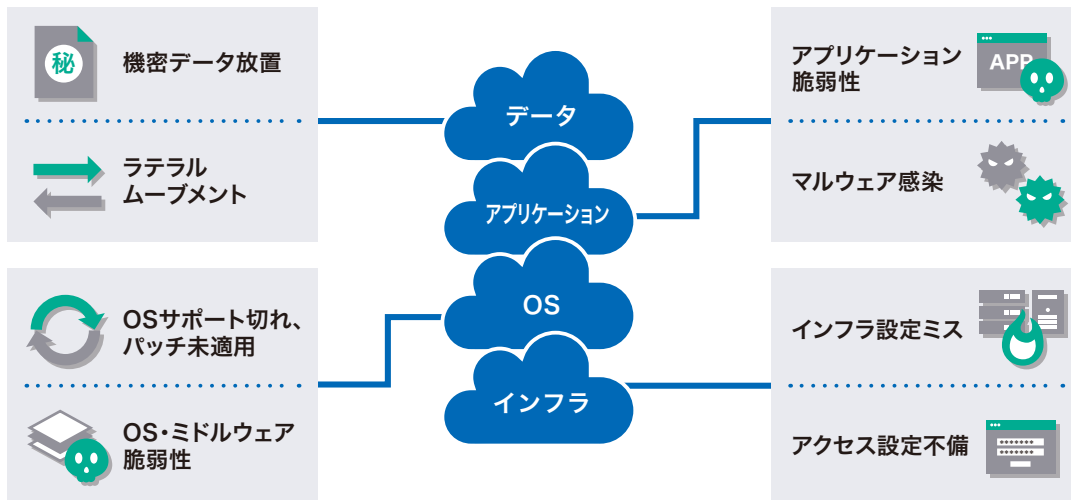 秘
機密データ放置
ラテラル
ムーブメント
データ
アプリケーション
OS
インフラ
アプリケーション
脆弱性
APP
マルウェア感染
OSサポート切れ、
パッチ未適用
OS・ミドルウェア
脆弱性
インフラ設定ミス
アクセス設定不備
*******
*******